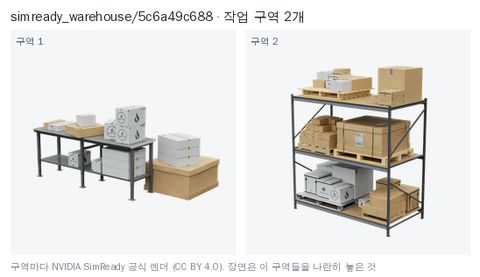 simready_warehouse/5c6a49c688 · 작업 구역 2개
구역 1
구역 2
구역마다 NVIDIA SimReady 공식 렌더 (CC BY 4.0). 장면은 이 구역들을 나란히 놓은 것